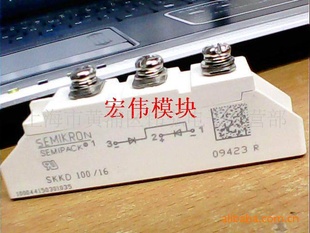 宏伟模块
SEMIKRON
SEMIPACK® 1
3 2 1
SKKD 100/16
09423 R